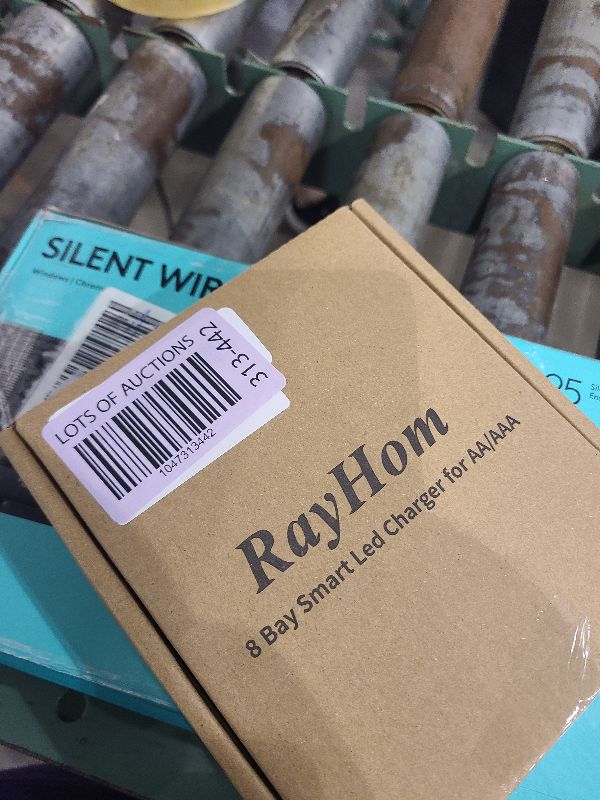 SILENT WIR
Windows | Chrom
LOTS OF AUCTIONS
313-442
1047313442
RayHom
8 Bay Smart Led Charger for AA/AAA